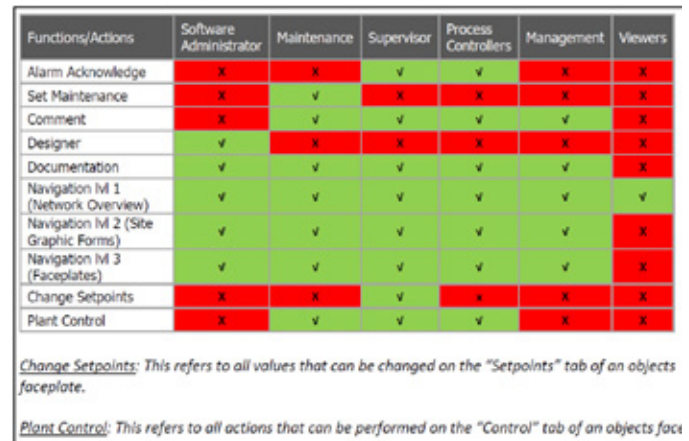 Functions/Actions Software Administrator Maintenance Supervisor Process Controllers Management Viewers
Alarm Acknowledge X X √ √ X X
Set Maintenance X √ X X X X
Comment X √ √ √ √ X
Designer √ X X X X X
Documentation √ √ √ √ √ X
Navigation lvl 1 (Network Overview) √ √ √ √ √ √
Navigation lvl 2 (Site Graphic Forms) √ √ √ √ √ X
Navigation lvl 3 (Faceplates) √ √ √ √ √ X
Change Setpoints X X √ x X X
Plant Control X √ √ √ X X
Change Setpoints: This refers to all values that can be changed on the "Setpoints" tab of an objects
faceplate.
Plant Control: This refers to all actions that can be performed on the "Control" tab of an objects face